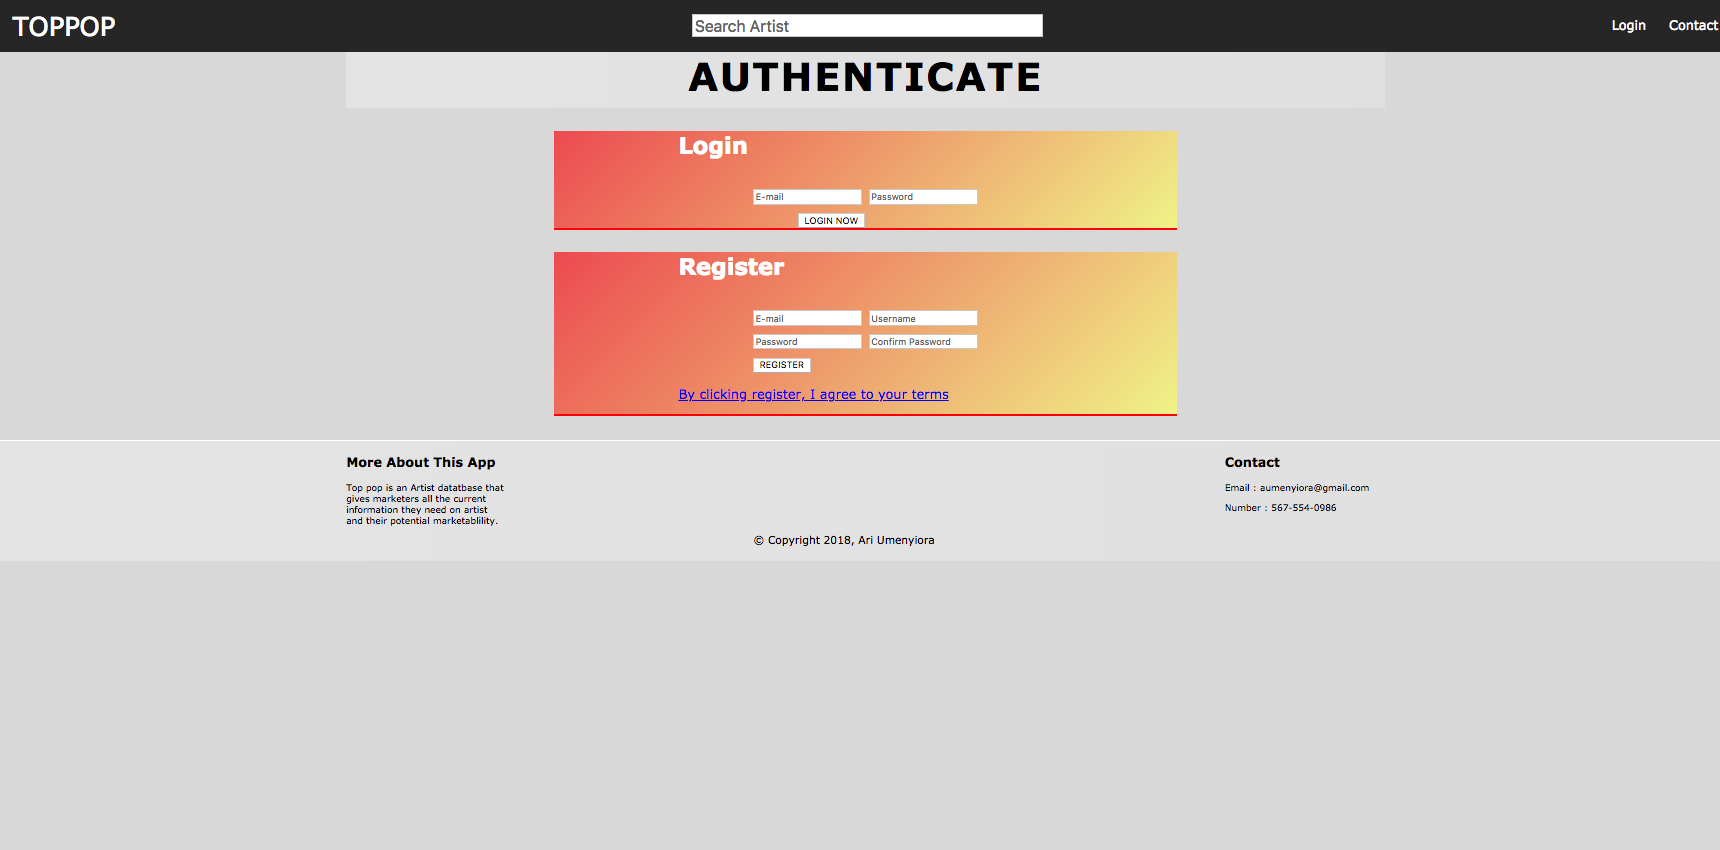 TOPPOP
Search Artist
Login
Contact
AUTHENTICATE
Login
E-mail
Password
LOGIN NOW
Register
E-mail
Username
Password
Confirm Password
REGISTER
By clicking register, I agree to your terms
More About This App
Top pop is an Artist datatbase that
gives marketers all the current
information they need on artist
and their potential marketablility.
Contact
Email : aumenyiora@gmail.com
Number : 567-554-0986
© Copyright 2018, Ari Umenyiora